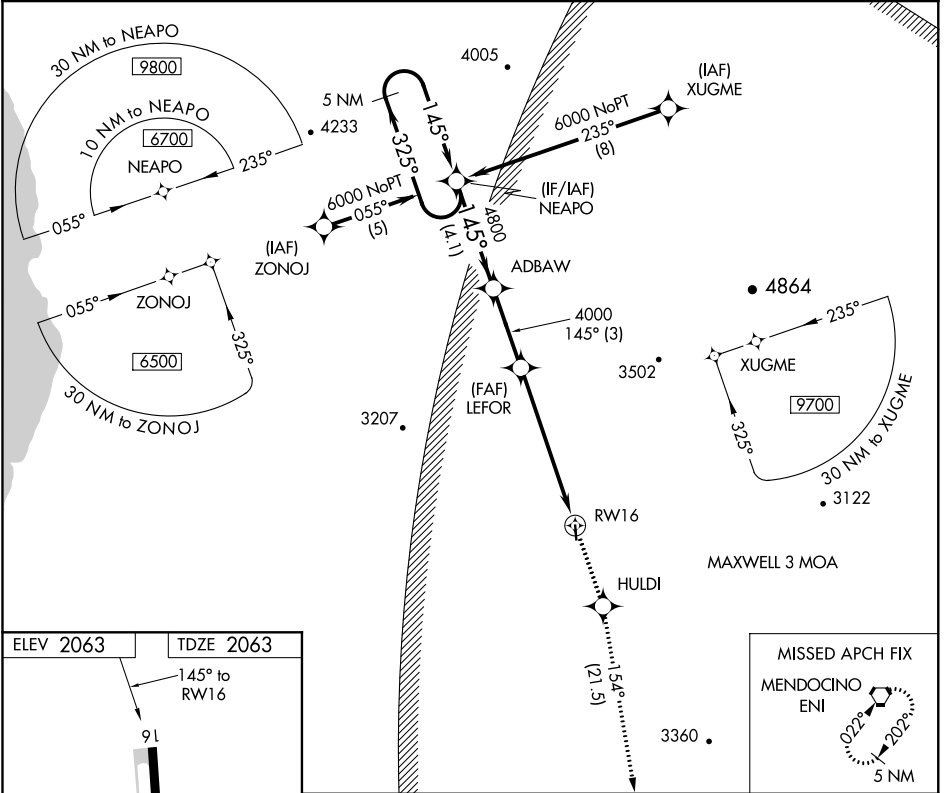 30 NM to NEAPO
9800
10 NM to NEAPO
6700
NEAPO
055°
235°
4233
5 NM
4005
145°
325°
(IAF)
XUGME
6000 NoPT
235°
(8)
(IF/IAF)
NEAPO
6000 NoPT
055°
(5)
(IAF)
ZONOJ
4800
145°
(4.1)
ADBAW
055°
ZONOJ
325°
6500
30 NM to ZONOJ
4000
145° (3)
(FAF)
LEFOR
4864
3502
3207
235°
XUGME
325°
9700
30 NM to XUGME
3122
RW16
MAXWELL 3 MOA
HULDI
154°
(21.5)
3360
ELEV 2063
TDZE 2063
145° to
RW16
16
MISSED APCH FIX
MENDOCINO
ENI
022°
202°
5 NM